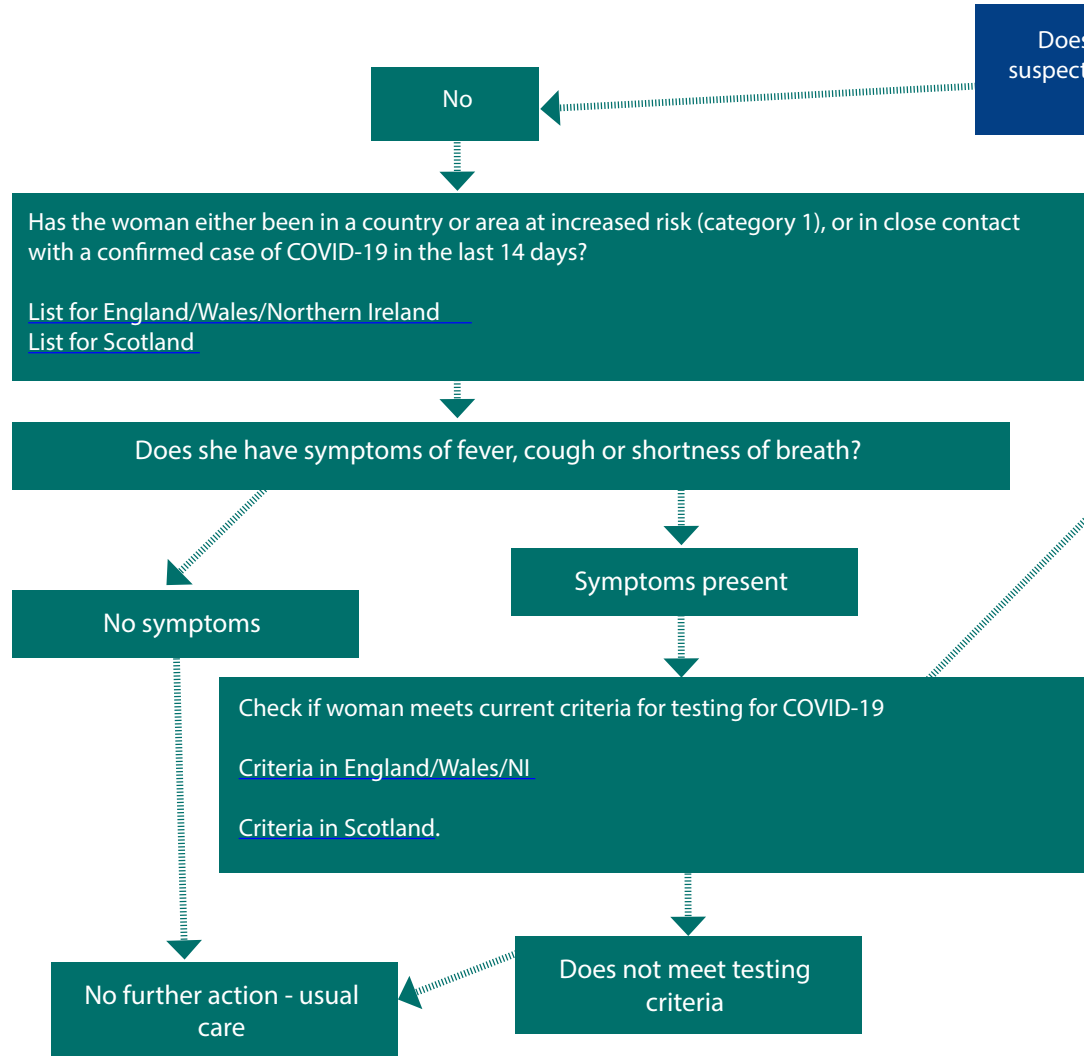 Does
suspect
No
Has the woman either been in a country or area at increased risk (category 1), or in close contact
with a confirmed case of COVID-19 in the last 14 days?
List for England/Wales/Northern Ireland
List for Scotland
Does she have symptoms of fever, cough or shortness of breath?
Symptoms present
No symptoms
Check if woman meets current criteria for testing for COVID-19
Criteria in England/Wales/NI
Criteria in Scotland.
Does not meet testing
criteria
No further action - usual
care